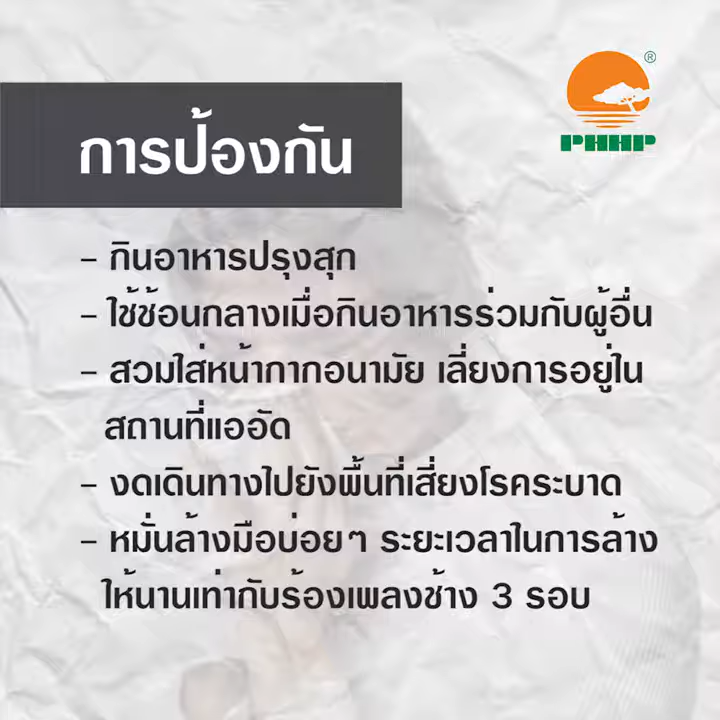 ®
PHHP
การป้องกัน
– กินอาหารปรุงสุก
– ใช้ช้อนกลางเมื่อกินอาหารร่วมกับผู้อื่น
– สวมใส่หน้ากากอนามัย เลี่ยงการอยู่ใน
สถานที่แออัด
– งดเดินทางไปยังพื้นที่เสี่ยงโรคระบาด
– หมั่นล้างมือบ่อยๆ ระยะเวลาในการล้าง
ให้นานเท่ากับร้องเพลงช้าง 3 รอบ